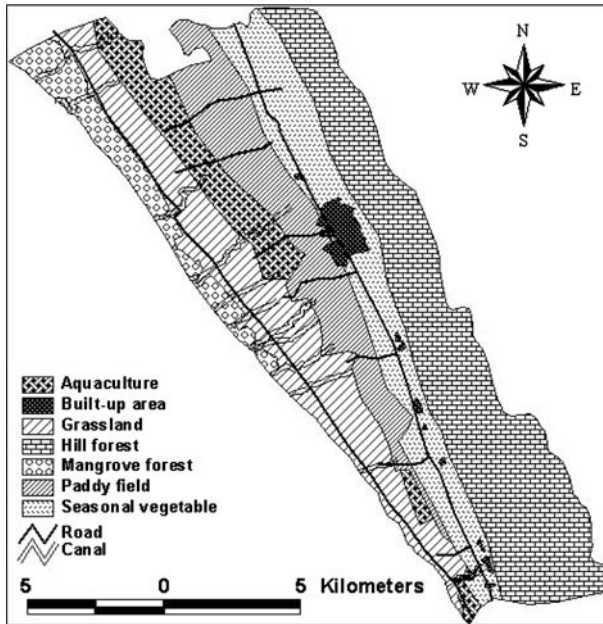 N
W E
S
Aquaculture
Built-up area
Grassland
Hill forest
Mangrove forest
Paddy field
Seasonal vegetable
Road
Canal
5 0 5 Kilometers